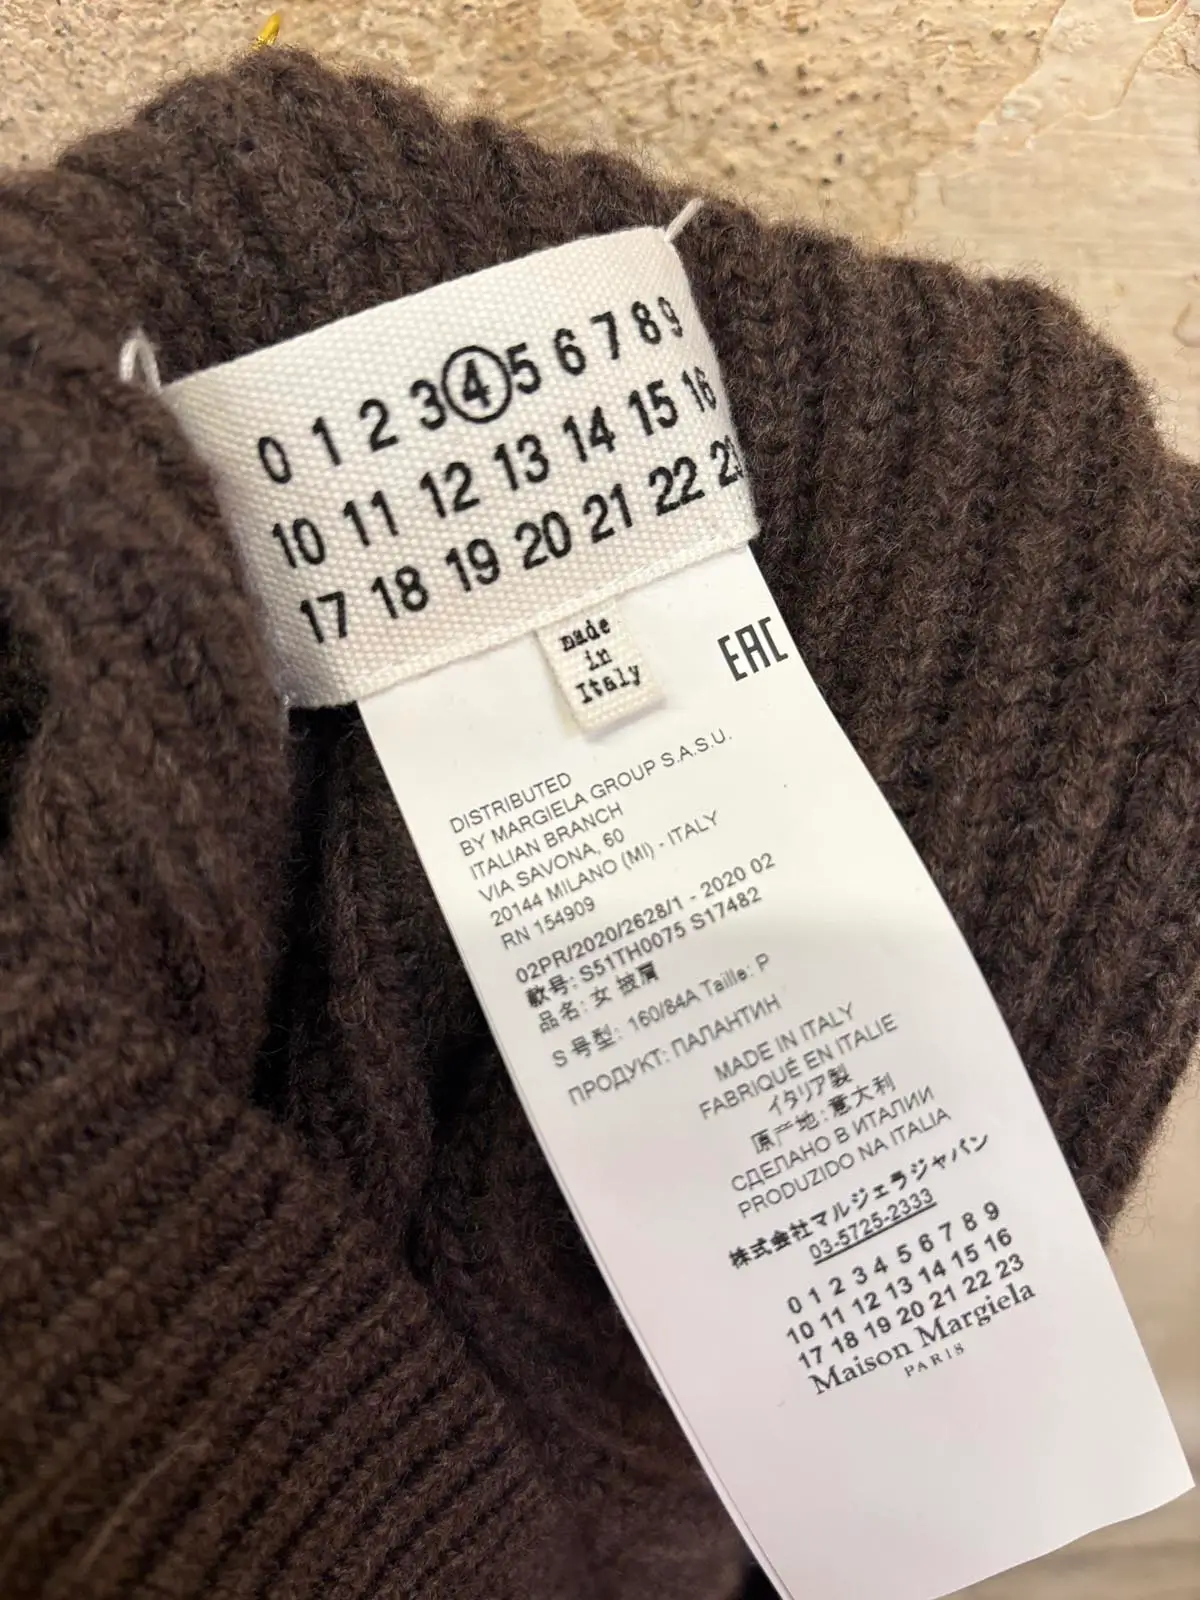 0 1 2 3 4 5 6 7 8 9
10 11 12 13 14 15 16
17 18 19 20 21 22 23
made
in
Italy
EAC
DISTRIBUTED
BY MARGIELA GROUP S.A.S.U.
ITALIAN BRANCH
VIA SAVONA, 60
20144 MILANO (MI) - ITALY
RN 154909
02PR/2020/2628/1 - 2020 02
款号: S51TH0075 S17482
品名: 女 披肩
S 号型: 160/84A Taille: P
ПРОДУКТ: ПАЛАНТИН
MADE IN ITALY
FABRIQUÉ EN ITALIE
イタリア製
原产地: 意大利
СДЕЛАНО В ИТАЛИИ
PRODUZIDO NA ITALIA
株式会社マルジェラジャパン
03-5725-2333
0 1 2 3 4 5 6 7 8 9
10 11 12 13 14 15 16
17 18 19 20 21 22 23
Maison Margiela
PARIS